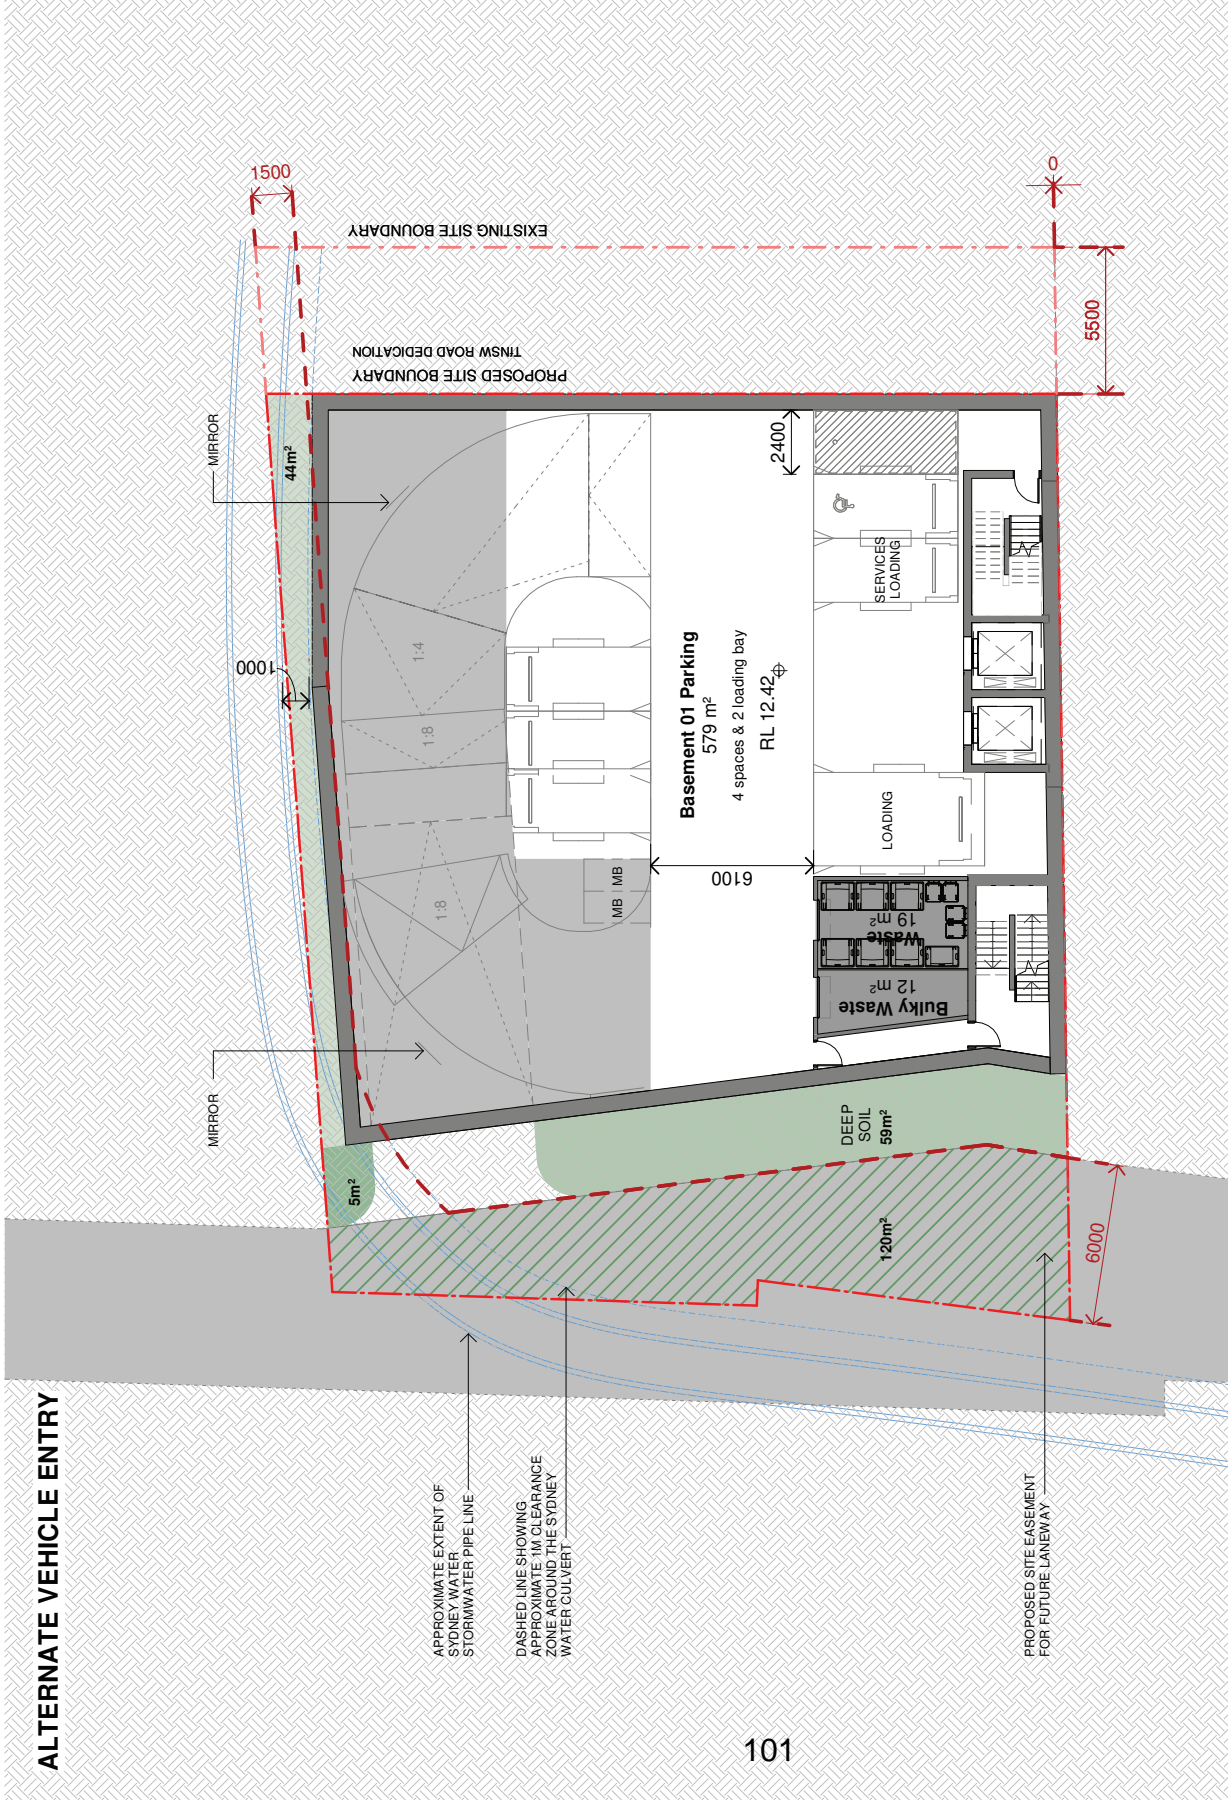 ALTERNATE VEHICLE ENTRY
APPROXIMATE EXTENT OF
SYDNEY WATER
STORMWATER PIPE LINE
DASHED LINE SHOWING
APPROXIMATE 1M CLEARANCE
ZONE AROUND THE SYDNEY
WATER CULVERT
PROPOSED SITE EASEMENT
FOR FUTURE LANEWAY
MIRROR
MIRROR
1000
1500
44m²
5m²
EXISTING SITE BOUNDARY
PROPOSED SITE BOUNDARY
TfNSW ROAD DEDICATION
1:8
1:8
1:4
MB
MB
Basement 01 Parking
579 m²
4 spaces & 2 loading bay
RL 12.42
6100
2400
SERVICES
LOADING
LOADING
Waste
19 m²
Bulky Waste
12 m²
DEEP
SOIL
59m²
120m²
6000
5500
0
101